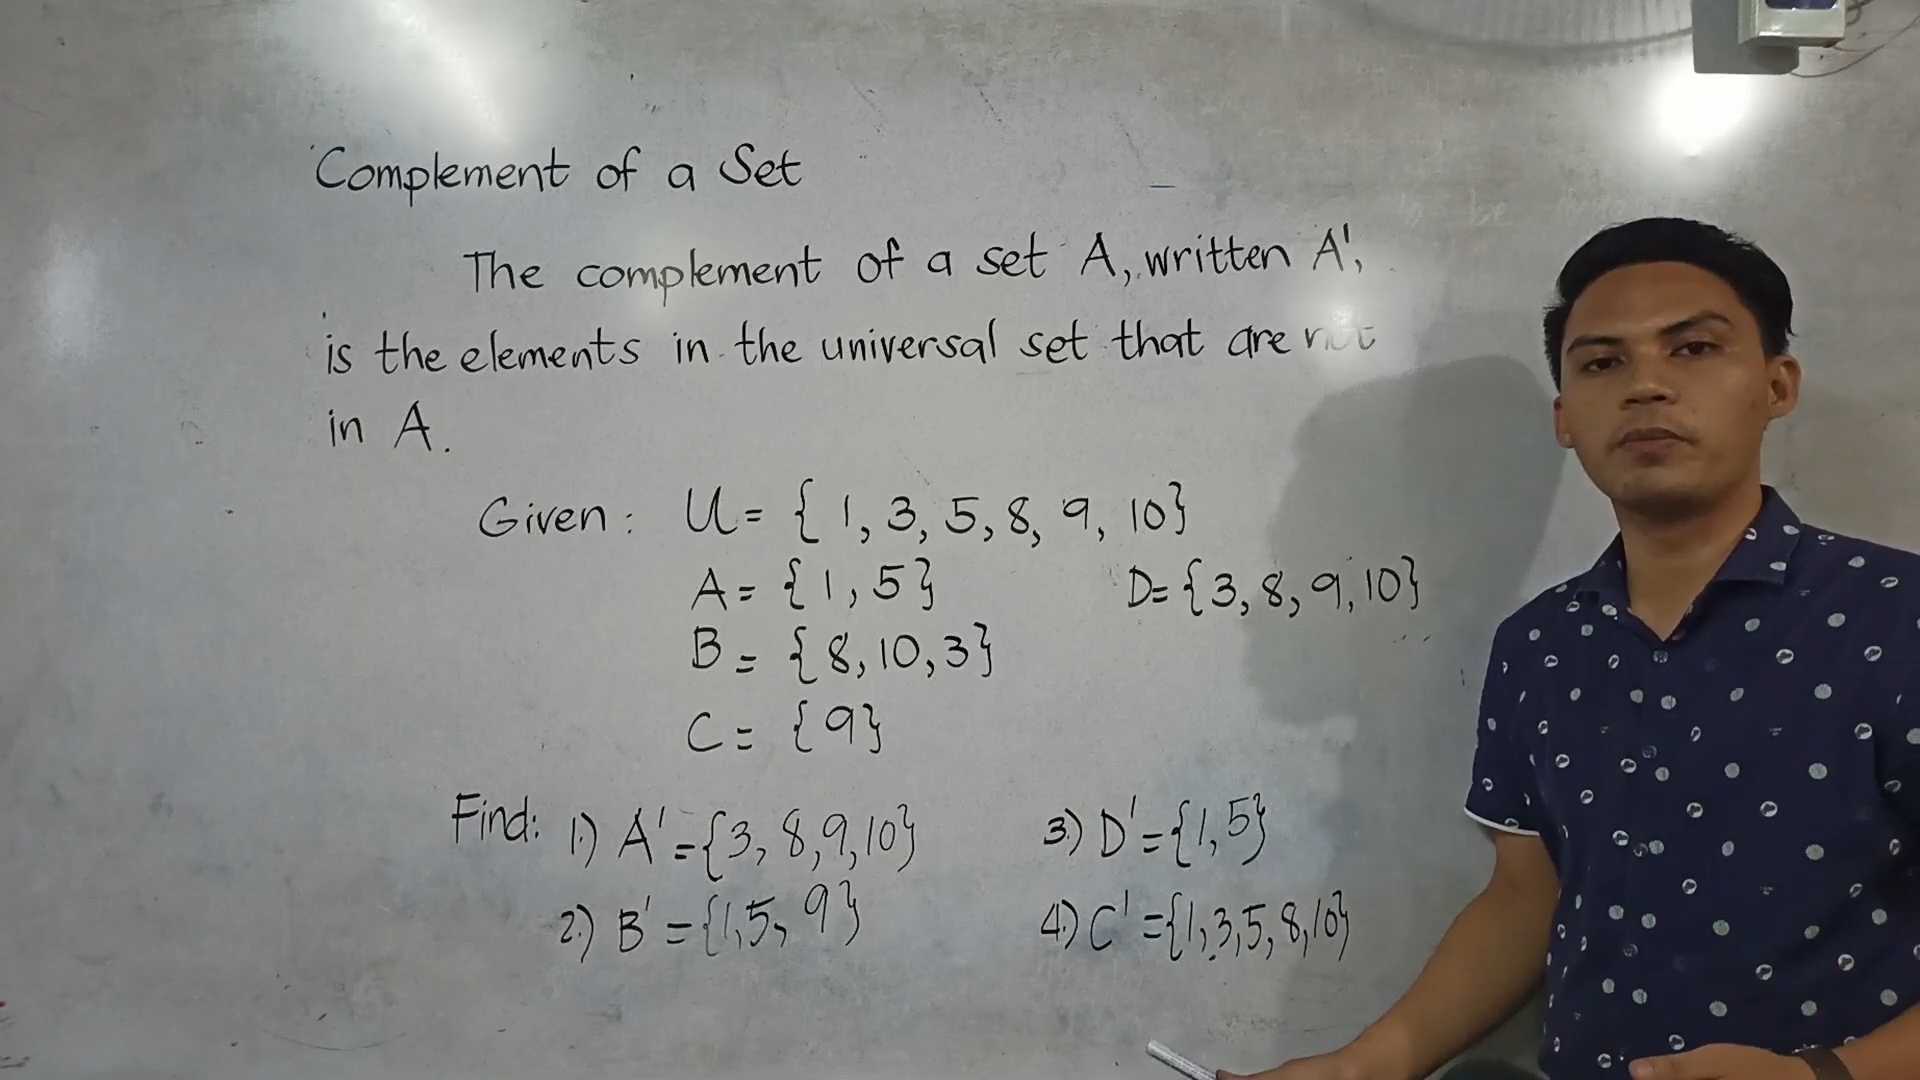 Complement of a Set
The complement of a set A, written A',
is the elements in the universal set that are not
in A.
Given: U = { 1, 3, 5, 8, 9, 10}
A = { 1, 5 }
D = {3, 8, 9, 10}
B = { 8, 10, 3}
C = { 9}
Find: 1.) A' = {3, 8, 9, 10}
3.) D' = {1, 5}
2.) B' = {1, 5, 9}
4.) C' = {1, 3, 5, 8, 10}